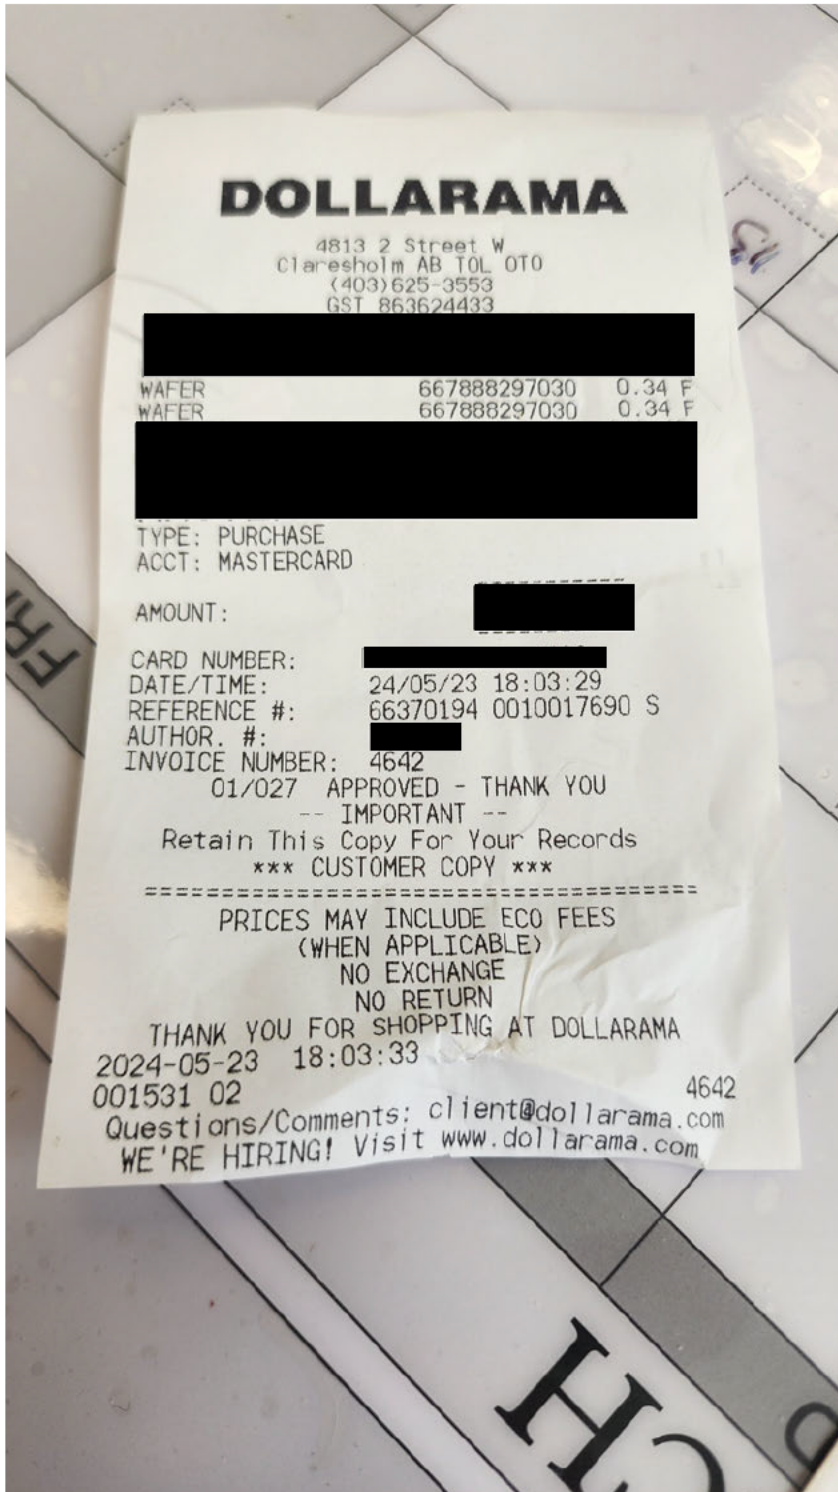 DOLLARAMA
4813 2 Street W
Claresholm AB TOL OTO
(403)625-3553
GST 863624433
WAFER 667888297030 0.34 F
WAFER 667888297030 0.34 F
TYPE: PURCHASE
ACCT: MASTERCARD
AMOUNT:
CARD NUMBER:
DATE/TIME: 24/05/23 18:03:29
REFERENCE #: 66370194 0010017690 S
AUTHOR. #:
INVOICE NUMBER: 4642
01/027 APPROVED - THANK YOU
-- IMPORTANT --
Retain This Copy For Your Records
*** CUSTOMER COPY ***
=======================================
PRICES MAY INCLUDE ECO FEES
(WHEN APPLICABLE)
NO EXCHANGE
NO RETURN
THANK YOU FOR SHOPPING AT DOLLARAMA
2024-05-23 18:03:33
001531 02 4642
Questions/Comments: client@dollarama.com
WE'RE HIRING! Visit www.dollarama.com